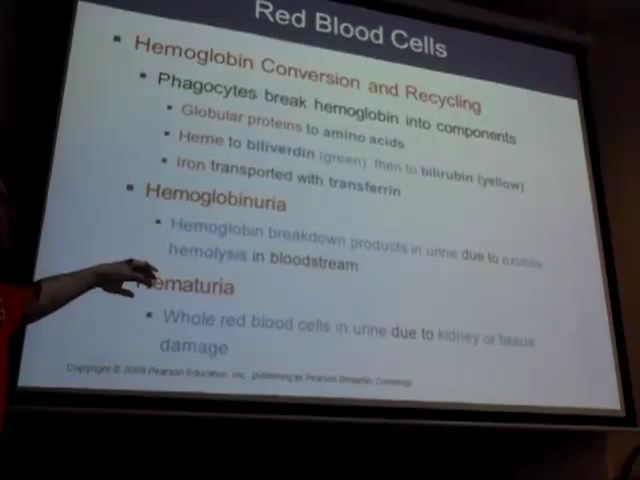 Red Blood Cells
Hemoglobin Conversion and Recycling
Phagocytes break hemoglobin into components
Globular proteins to amino acids
Heme to biliverdin (green), then to bilirubin (yellow)
Iron transported with transferrin
Hemoglobinuria
Hemoglobin breakdown products in urine due to excess
hemolysis in bloodstream
ematuria
Whole red blood cells in urine due to kidney or tissue
damage
Copyright © 2009 Pearson Education, Inc., publishing as Pearson Benjamin Cummings